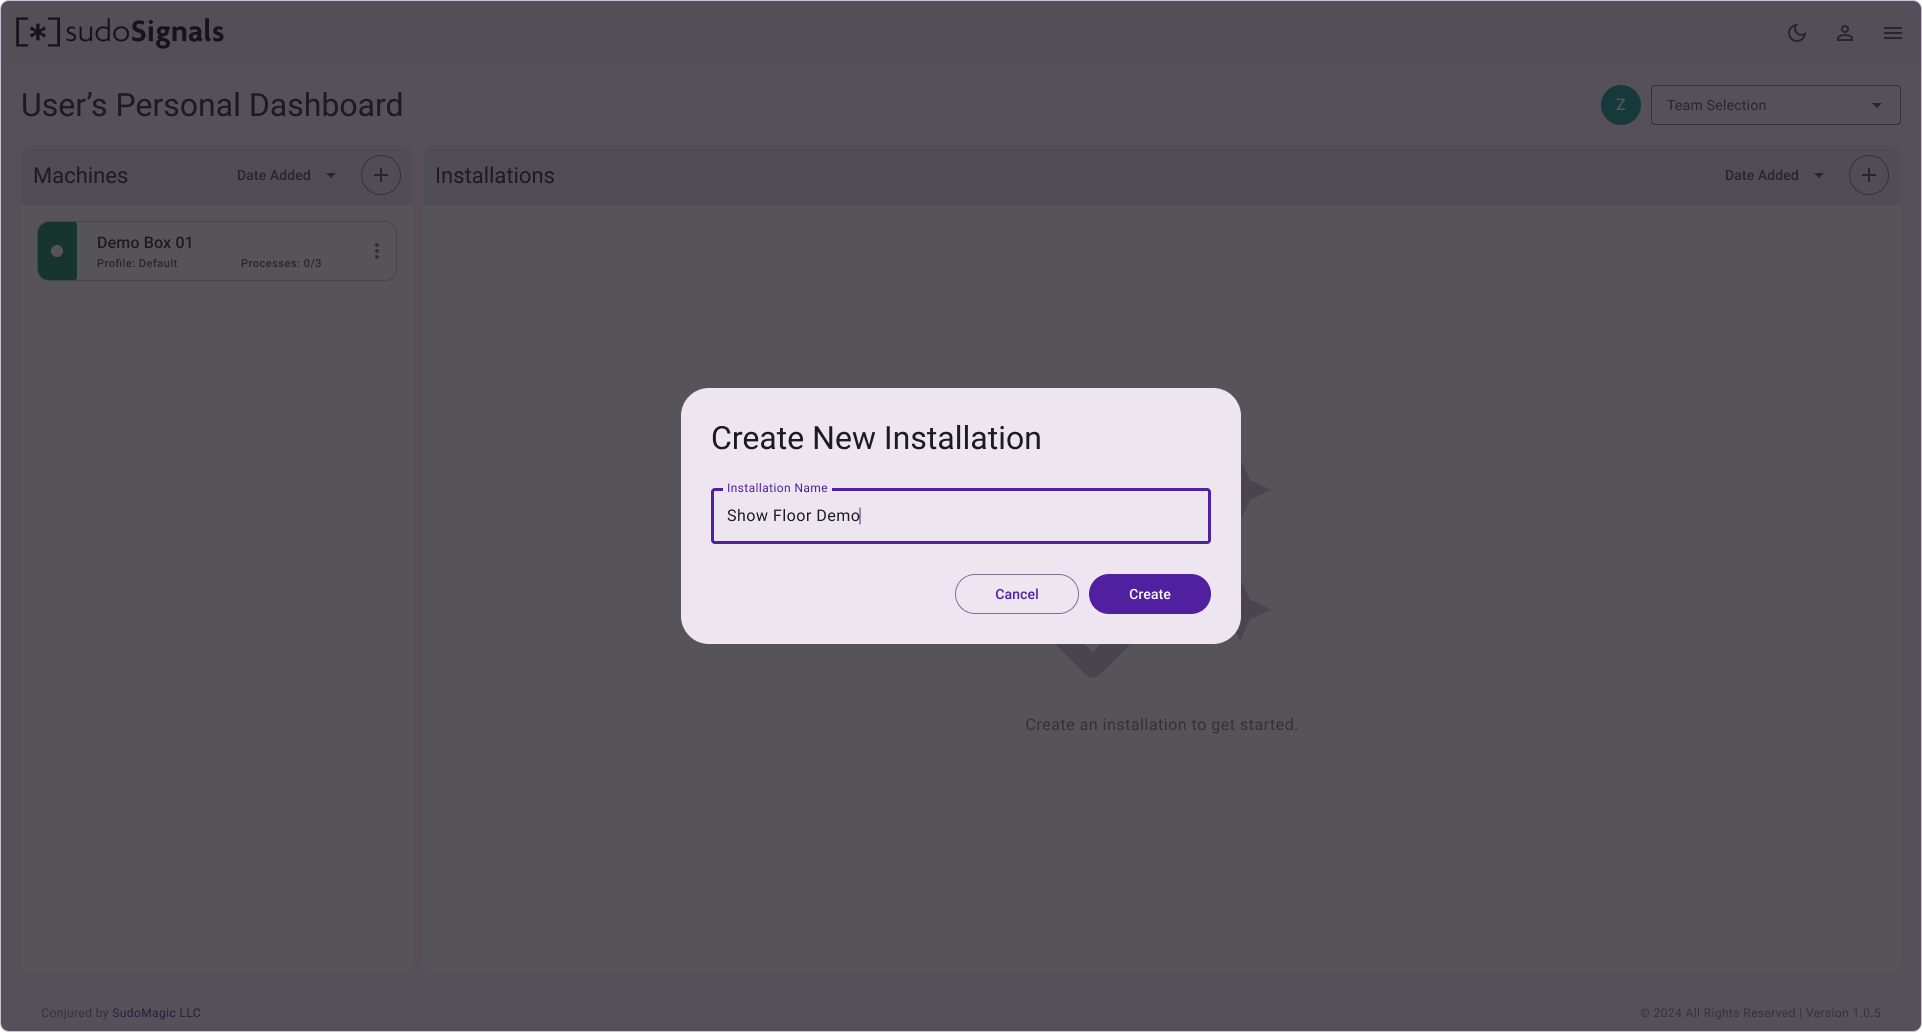 [*]sudoSignals
User’s Personal Dashboard
Z
Team Selection
Machines
Date Added
Installations
Date Added
Demo Box 01
Profile: Default
Processes: 0/3
Create New Installation
Installation Name
Show Floor Demo
Cancel
Create
Create an installation to get started.
Conjured by SudoMagic LLC
© 2024 All Rights Reserved | Version 1.0.5